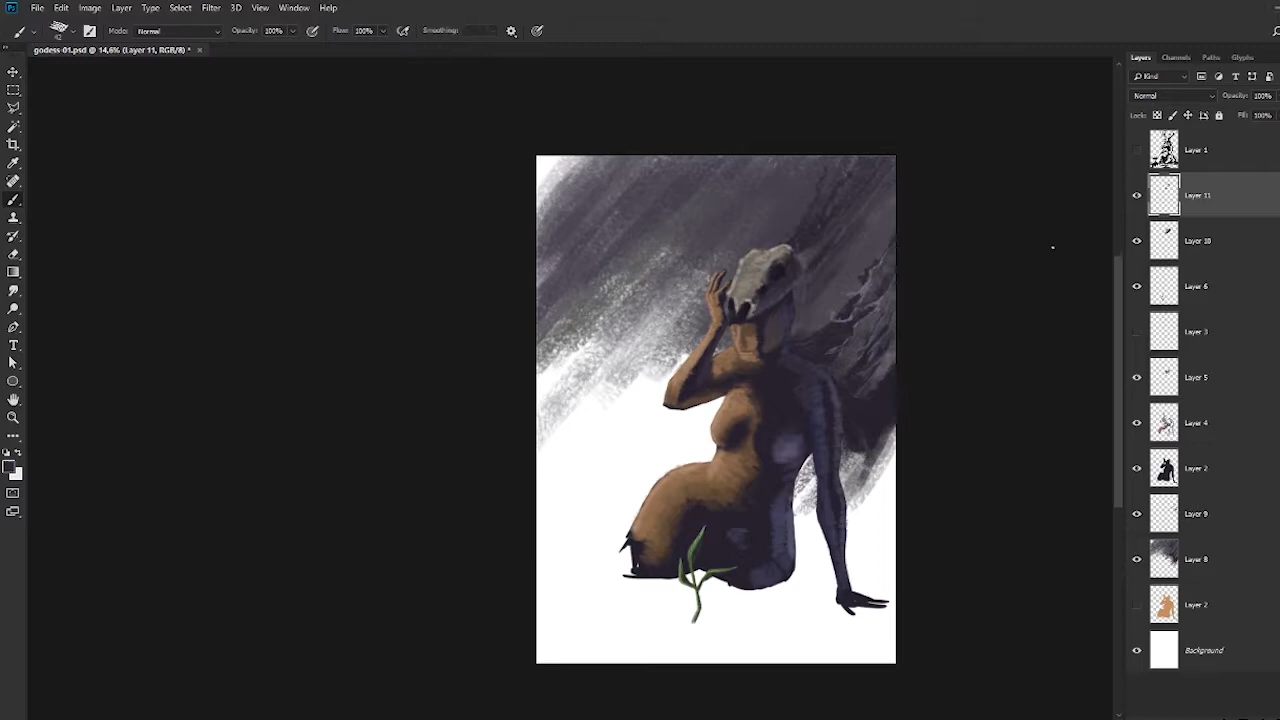 Ps File Edit Image Layer Type Select Filter 3D View Window Help
Mode: Normal Opacity: 100% Flow: 100% Smoothing:
godess-01.psd @ 14,6% (Layer 11, RGB/8) * ×
Layers Channels Paths Glyphs
Kind
Normal Opacity: 100%
Lock: Fill: 100%
Layer 1
Layer 11
Layer 10
Layer 6
Layer 3
Layer 5
Layer 4
Layer 2
Layer 9
Layer 8
Layer 2
Background